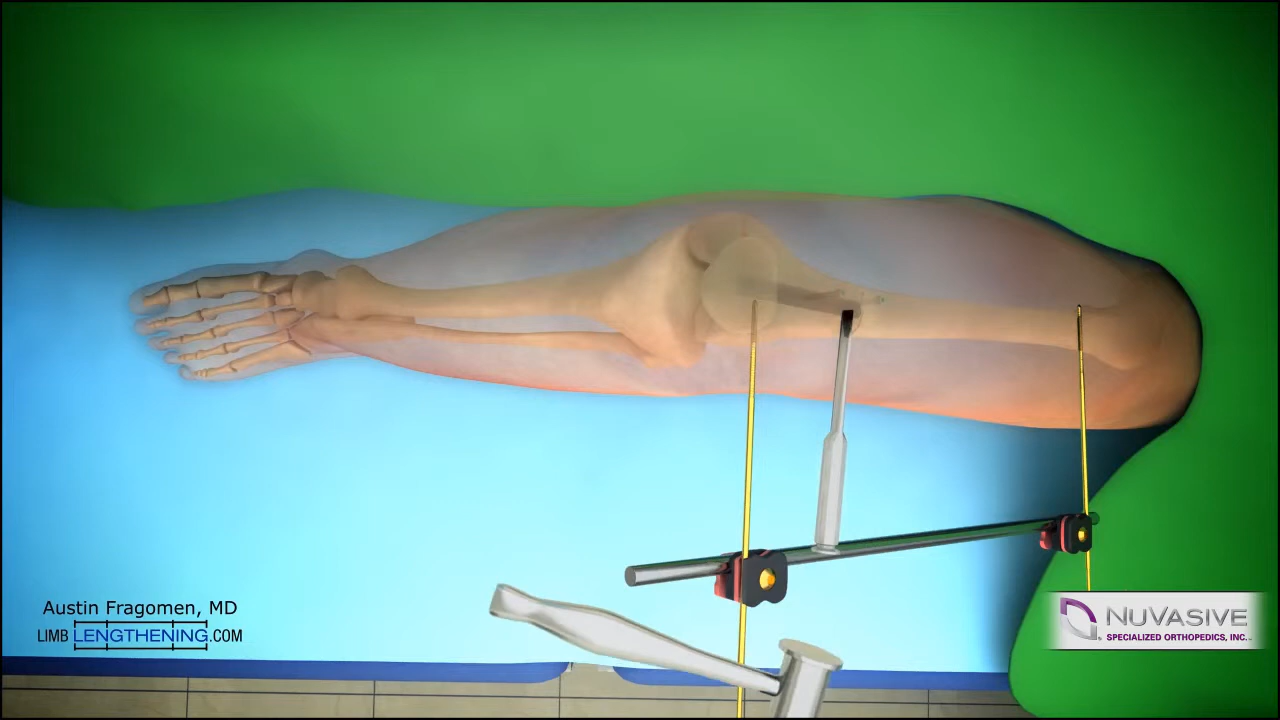 Austin Fragomen, MD
LIMB LENGTHENING.COM
NUVASIVE
SPECIALIZED ORTHOPEDICS, INC.